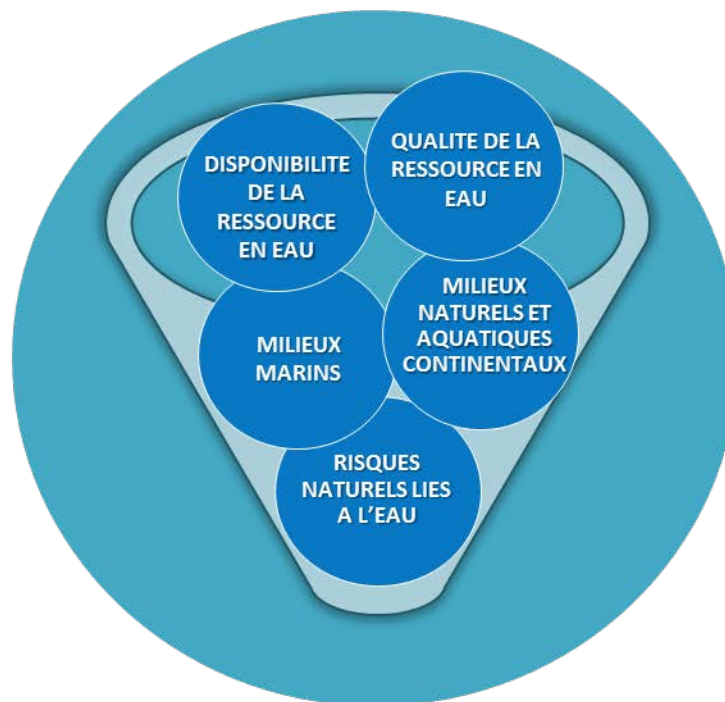 DISPONIBILITE
DE LA
RESSOURCE
EN EAU
QUALITE DE LA
RESSOURCE EN
EAU
MILIEUX
MARINS
MILIEUX
NATURELS ET
AQUATIQUES
CONTINENTAUX
RISQUES
NATURELS LIES
A L’EAU